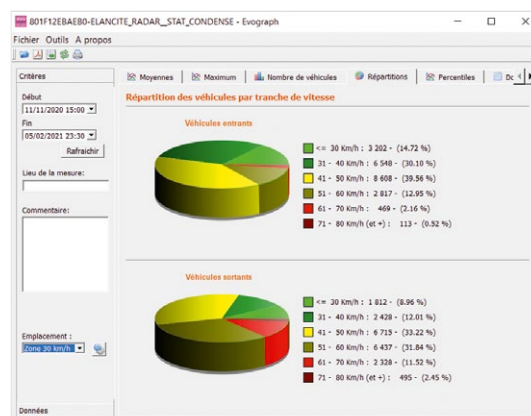 801F12EBAEB0-ELANCITE_RADAR__STAT_CONDENSE - Evograph
Fichier Outils A propos
Critères
Début
11/11/2020 15:00
Fin
05/02/2021 23:30
Rafraichir
Lieu de la mesure:
Commentaire:
Emplacement :
Zone 30 km/h
Données
Moyennes
Maximum
Nombre de véhicules
Répartitions
Percentiles
Répartition des véhicules par tranche de vitesse
Véhicules entrants
<= 30 Km/h : 3 202 - (14.72 %)
31 - 40 Km/h : 6 548 - (30.10 %)
41 - 50 Km/h : 8 608 - (39.56 %)
51 - 60 Km/h : 2 817 - (12.95 %)
61 - 70 Km/h : 469 - (2.16 %)
71 - 80 Km/h (et +) : 113 - (0.52 %)
Véhicules sortants
<= 30 Km/h : 1 812 - (8.96 %)
31 - 40 Km/h : 2 428 - (12.01 %)
41 - 50 Km/h : 6 715 - (33.22 %)
51 - 60 Km/h : 6 437 - (31.84 %)
61 - 70 Km/h : 2 328 - (11.52 %)
71 - 80 Km/h (et +) : 495 - (2.45 %)